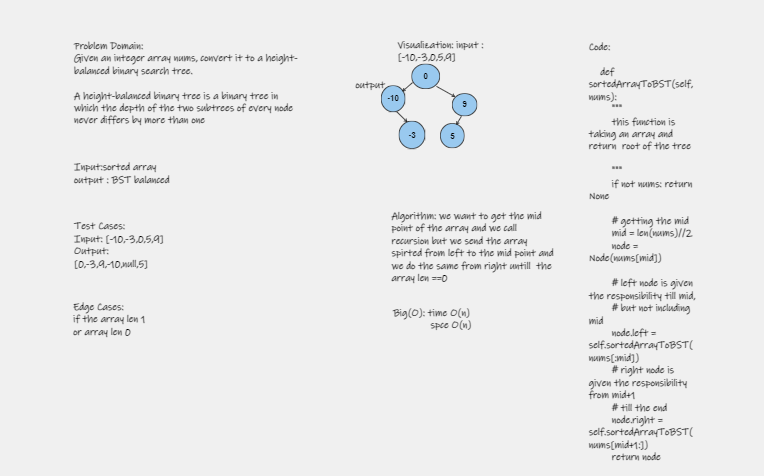 Problem Domain:
Given an integer array nums, convert it to a height-
balanced binary search tree.
A height-balanced binary tree is a binary tree in
which the depth of the two subtrees of every node
never differs by more than one
Input:sorted array
output : BST balanced
Test Cases:
Input: [-10,-3,0,5,9]
Output:
[0,-3,9,-10,null,5]
Edge Cases:
if the array len 1
or array len 0
Visualization: input :
[-10,-3,0,5,9]
output
0
-10
9
-3
5
Algorithm: we want to get the mid
point of the array and we call
recursion but we send the array
spirted from left to the mid point and
we do the same from right untill the
array len ==0
Big(O): time O(n)
spce O(n)
Code:
def
sortedArrayToBST(self,
nums):
"""
this function is
taking an array and
return root of the tree
"""
if not nums: return
None
# getting the mid
mid = len(nums)//2
node =
Node(nums[mid])
# left node is given
the responsibility till mid,
# but not including
mid
node.left =
self.sortedArrayToBST(
nums[:mid])
# right node is
given the responsibility
from mid+1
# till the end
node.right =
self.sortedArrayToBST(
nums[mid+1:])
return node